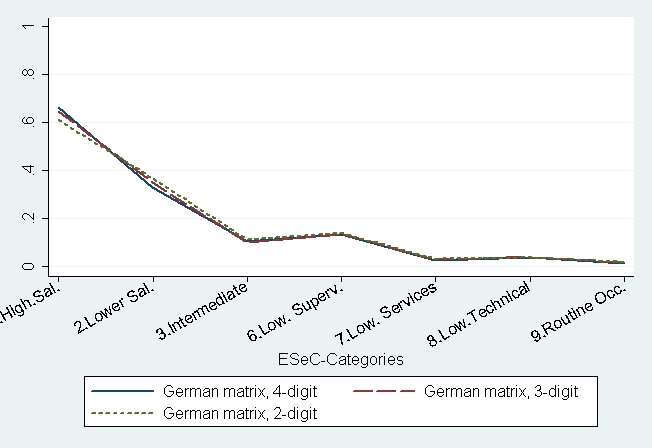 1
.8
.6
.4
.2
0
.High.Sal.
2.Lower Sal.
3.Intermediate
6.Low. Superv.
7.Low. Services
8.Low.Technical
9.Routine Occ.
ESeC-Categories
German matrix, 4-digit German matrix, 3-digit
German matrix, 2-digit